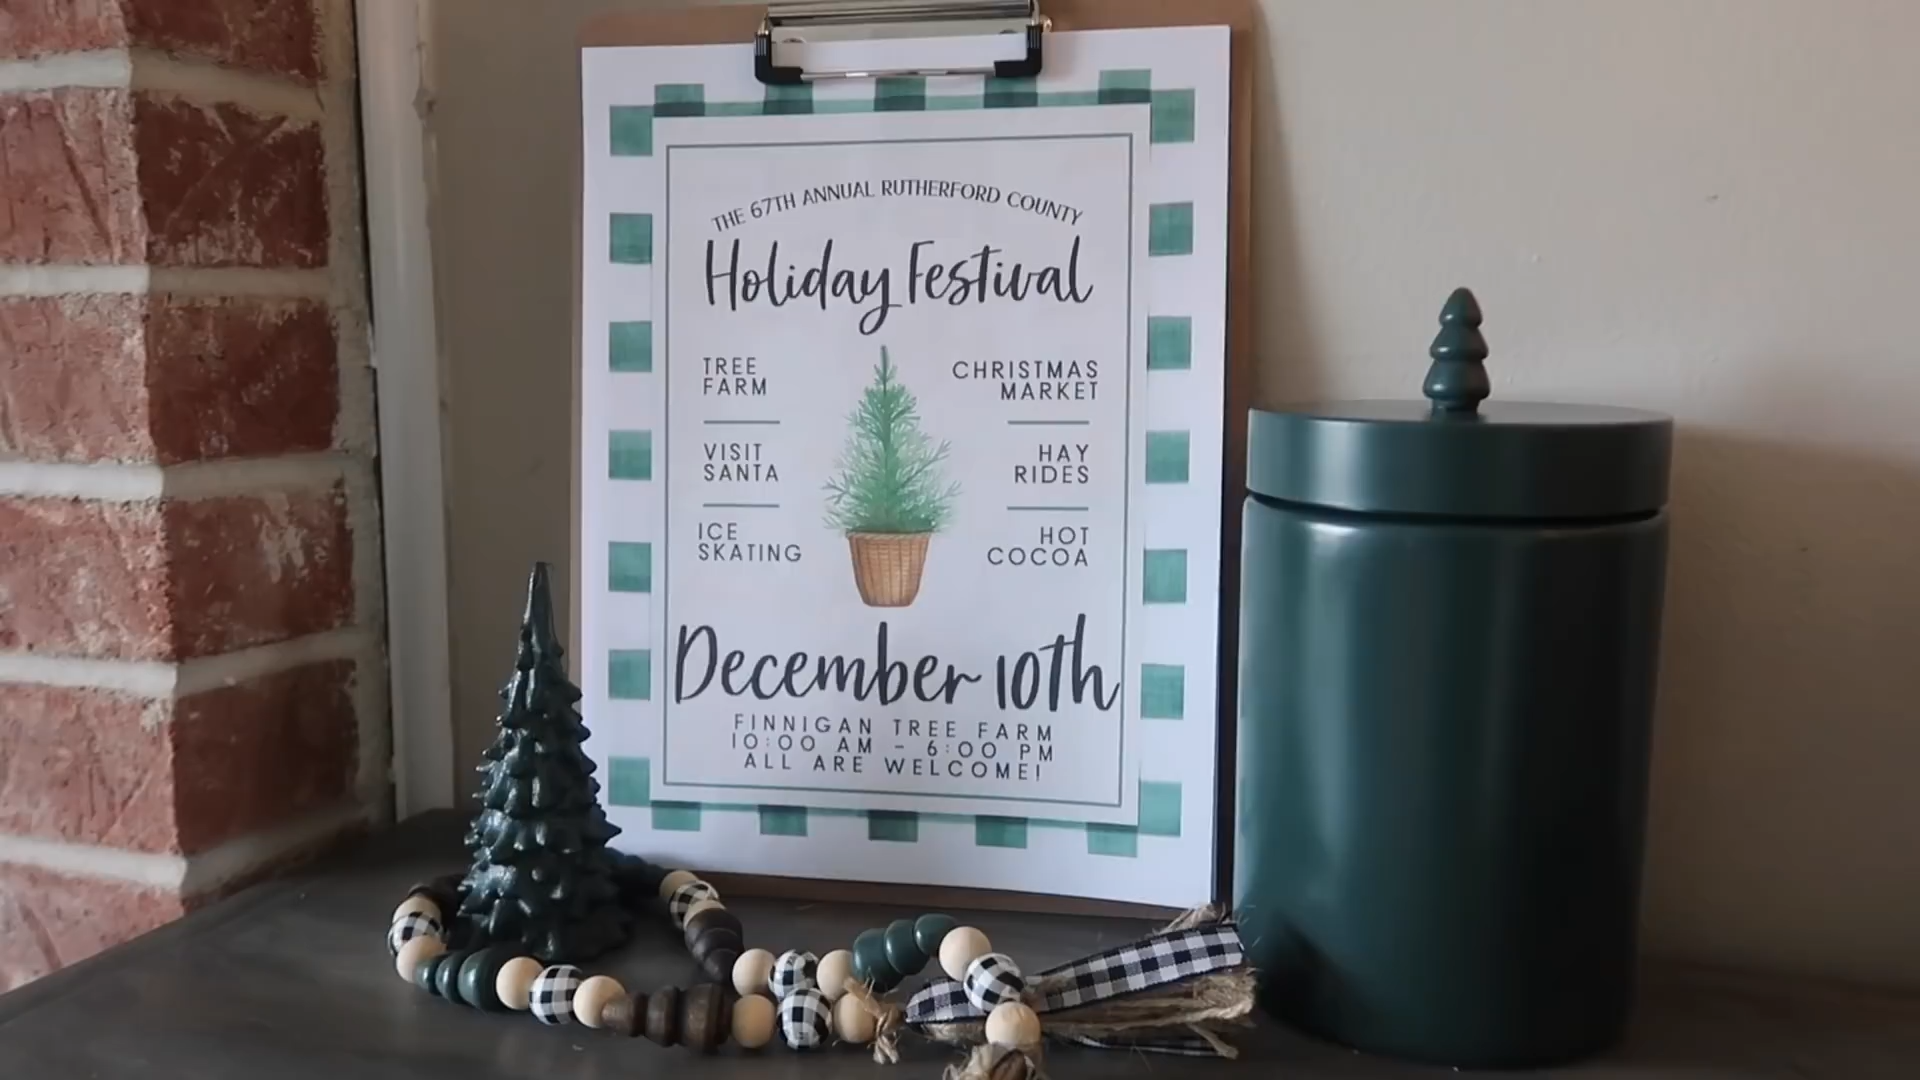 THE 67TH ANNUAL RUTHERFORD COUNTY
Holiday Festival
TREE
FARM
VISIT
SANTA
ICE
SKATING
CHRISTMAS
MARKET
HAY
RIDES
HOT
COCOA
December 10th
FINNIGAN TREE FARM
10:00 AM - 6:00 PM
ALL ARE WELCOME!